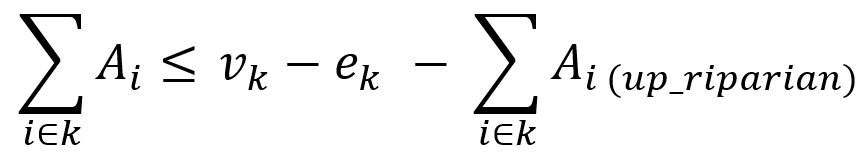 ∑_{i∈k} A_i ≤ v_k − e_k − ∑_{i∈k} A_{i (up_riparian)}